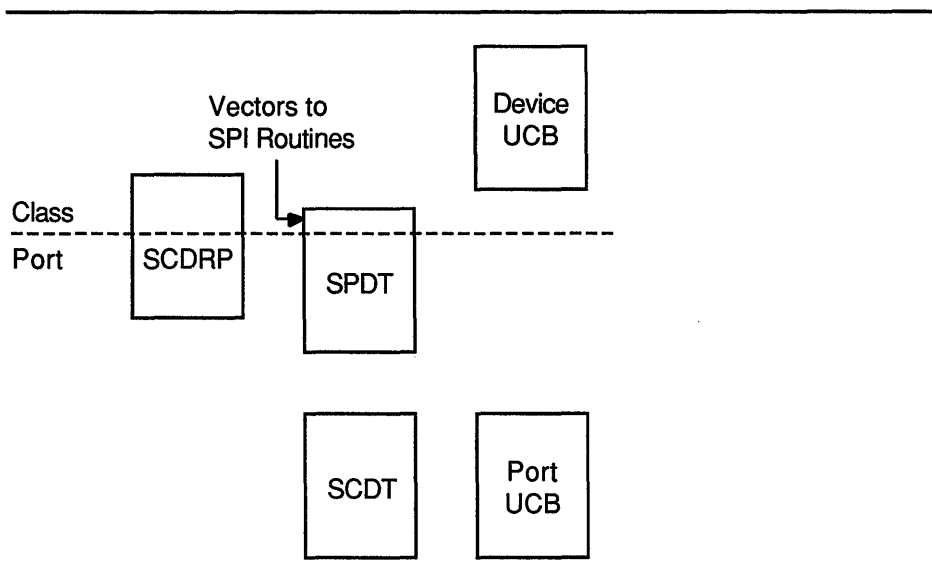 Device
UCB
Vectors to
SPI Routines
Class
Port
SCDRP
SPDT
SCDT
Port
UCB